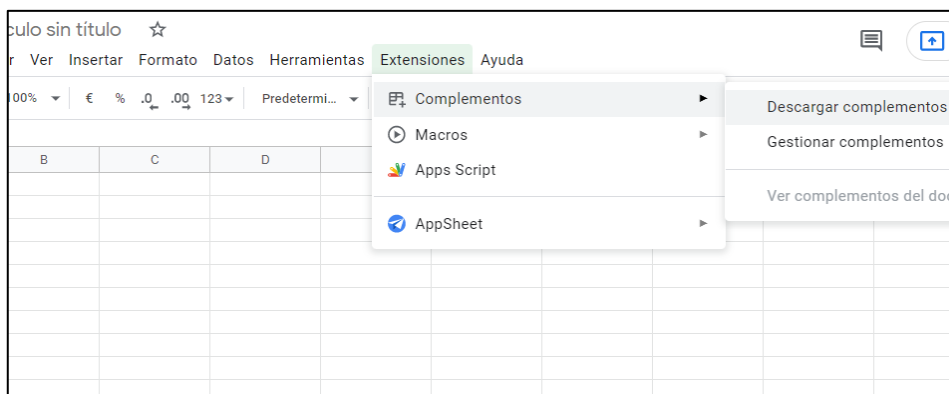 culo sin título
r Ver Insertar Formato Datos Herramientas Extensiones Ayuda
100% € % .0 .00 123 Predetermi...
Complementos
Descargar complementos
Macros
Gestionar complementos
Apps Script
Ver complementos del doc
AppSheet
B C D